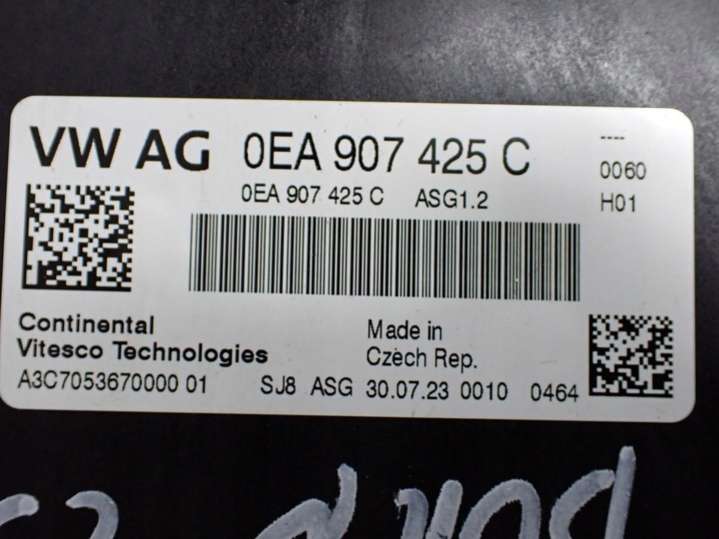 VW AG 0EA 907 425 C ----
0060
0EA 907 425 C ASG1.2 H01
Continental
Vitesco Technologies
Made in
Czech Rep.
A3C7053670000 01 SJ8 ASG 30.07.23 0010 0464